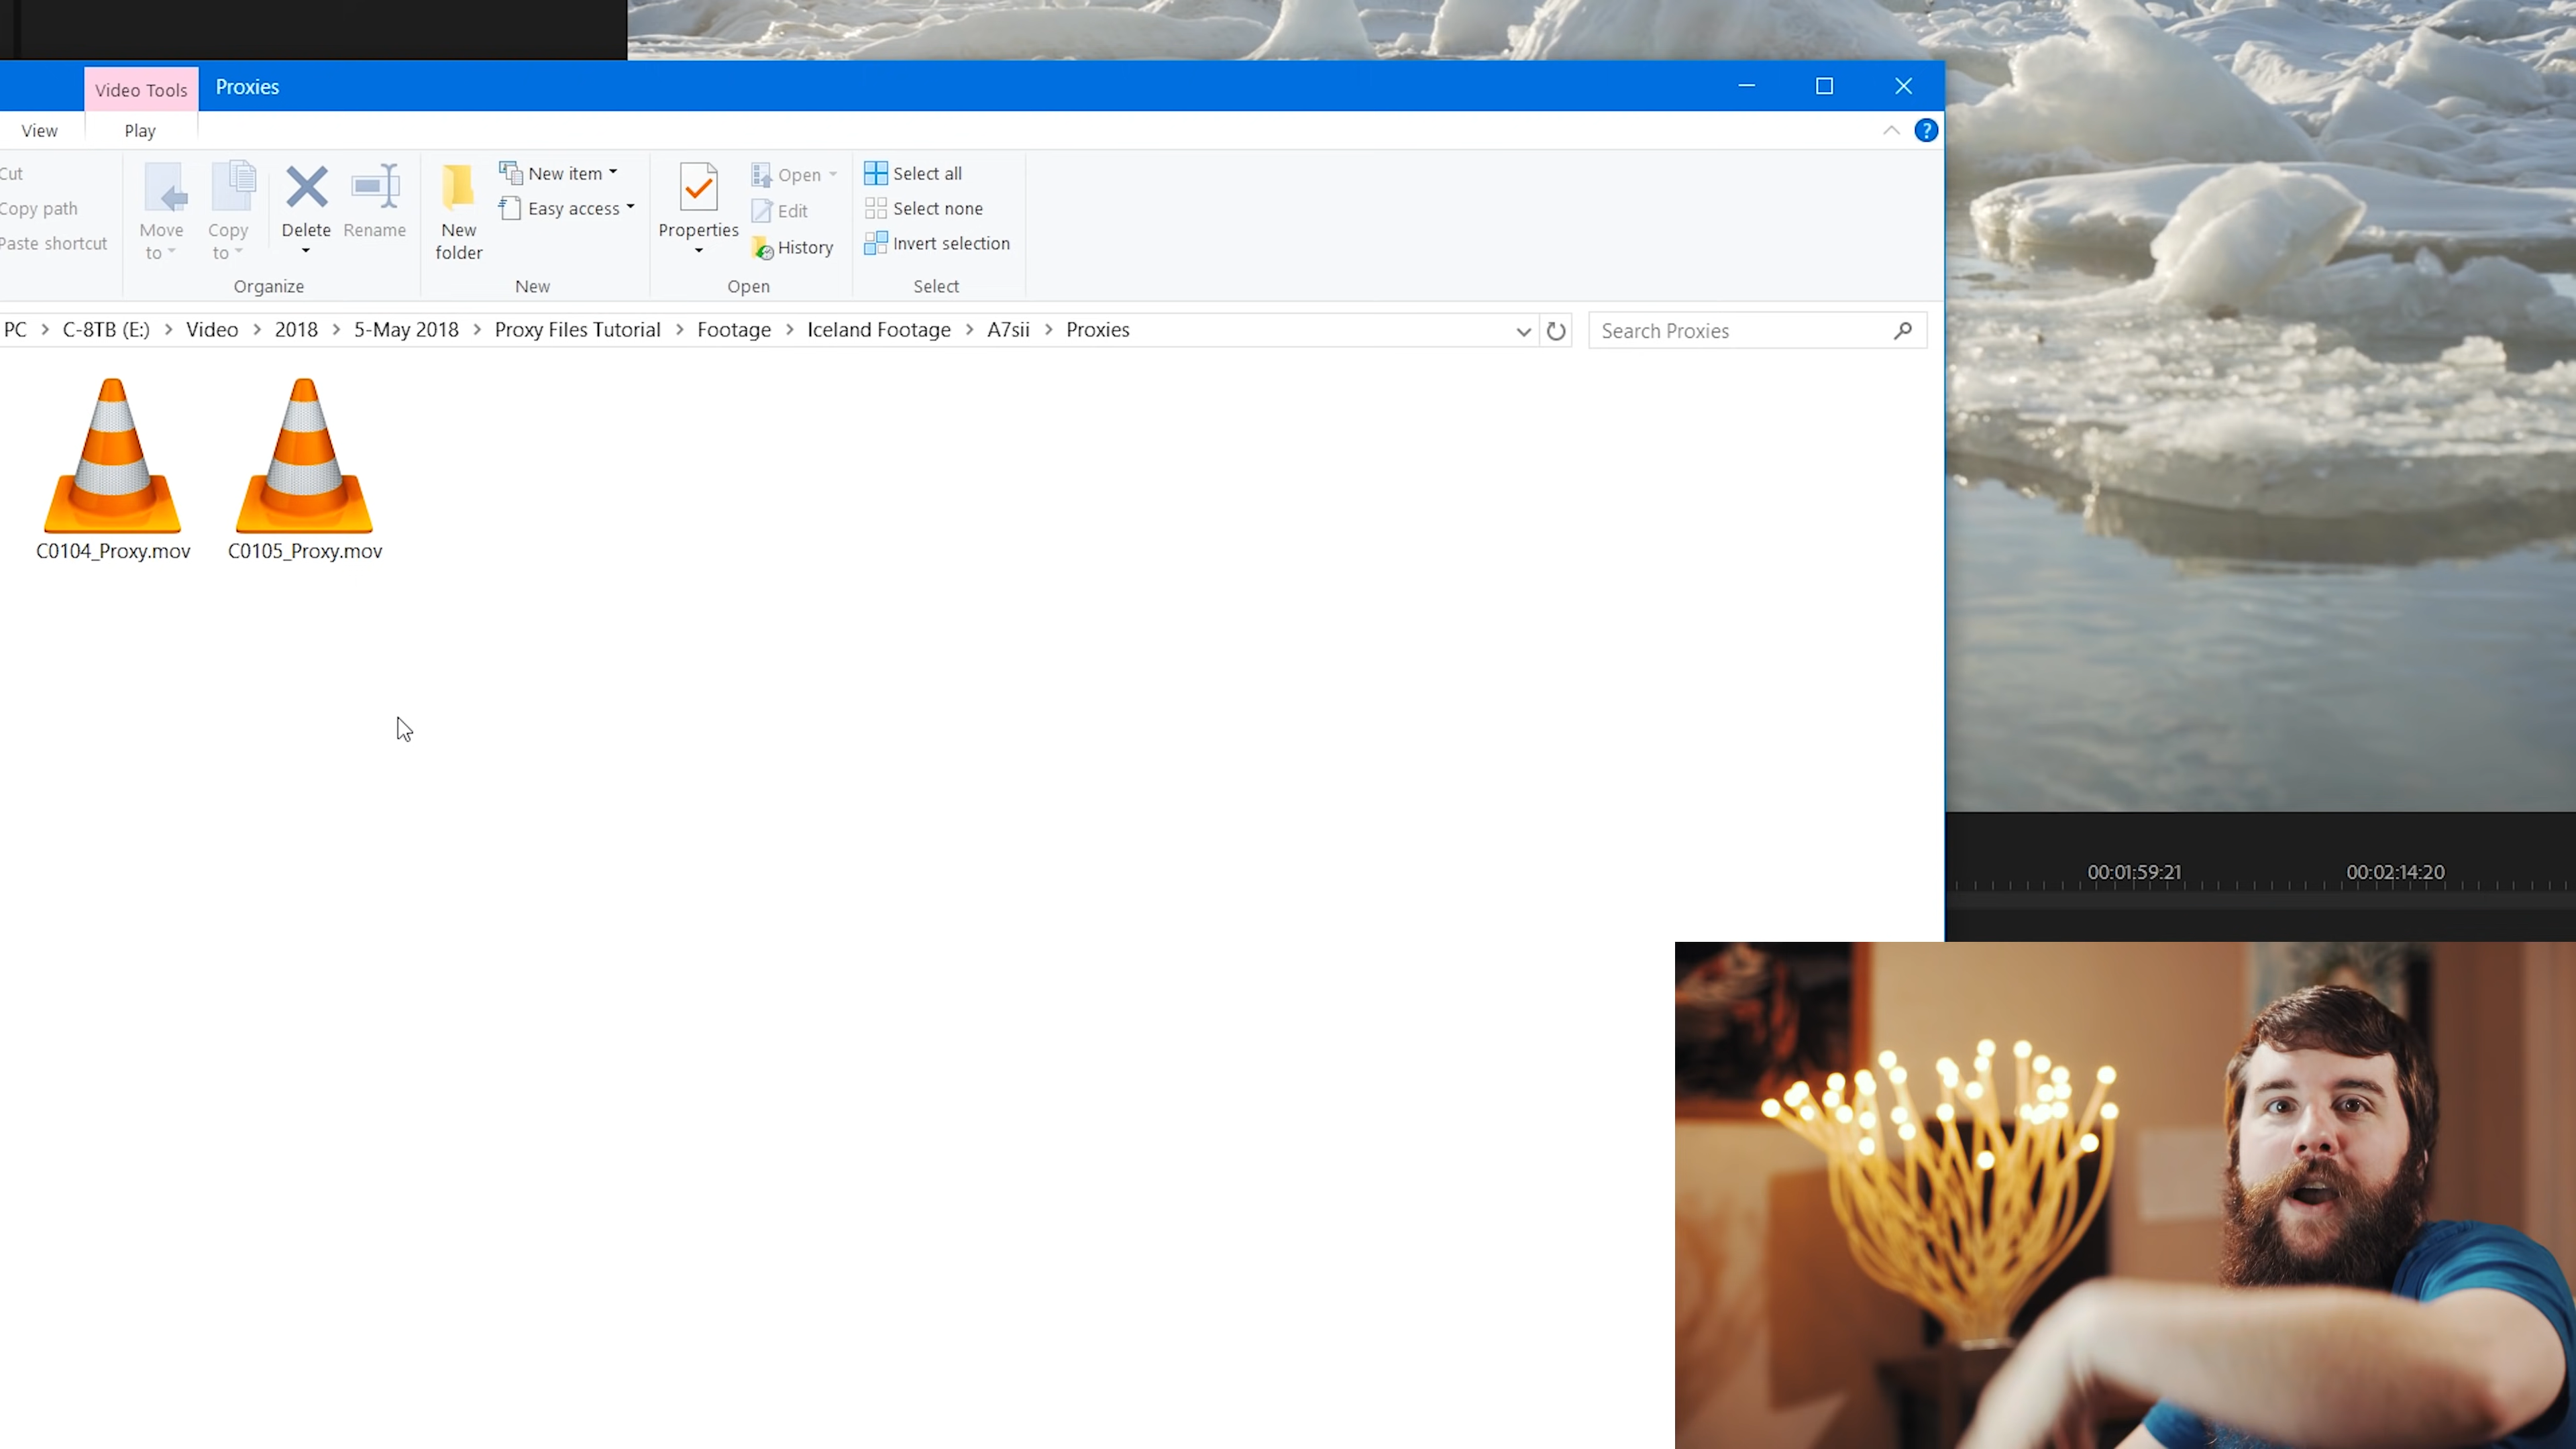 Video Tools
Proxies
View
Play
?
Cut
Copy path
Paste shortcut
Move to
Copy to
Delete
Rename
Organize
New folder
New item
Easy access
New
Properties
Open
Edit
History
Open
Select all
Select none
Invert selection
Select
PC > C-8TB (E:) > Video > 2018 > 5-May 2018 > Proxy Files Tutorial > Footage > Iceland Footage > A7sii > Proxies
Search Proxies
C0104_Proxy.mov
C0105_Proxy.mov
00:01:59:21
00:02:14:20